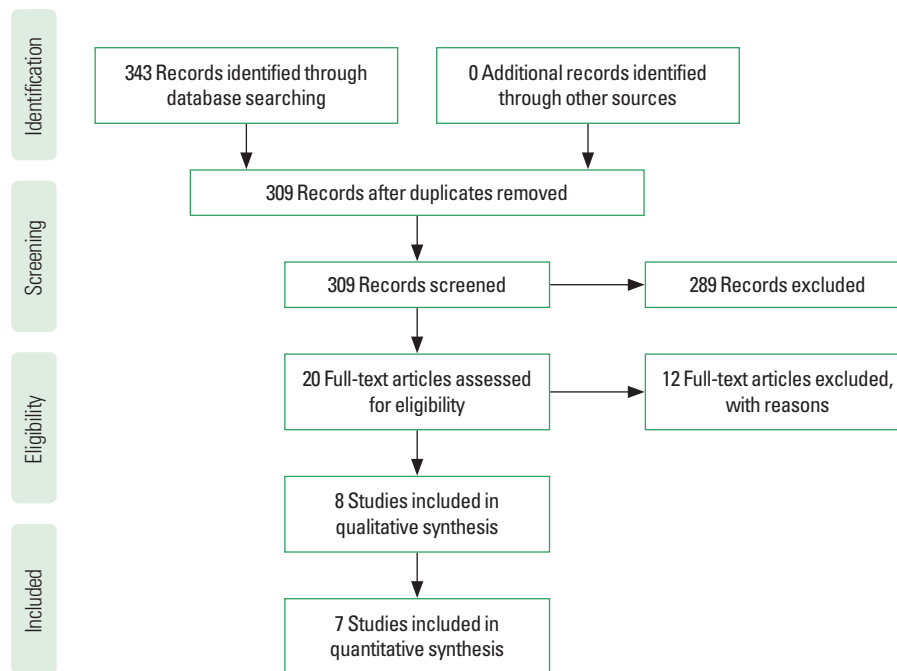 Identification
343 Records identified through
database searching
0 Additional records identified
through other sources
309 Records after duplicates removed
Screening
309 Records screened
289 Records excluded
Eligibility
20 Full-text articles assessed
for eligibility
12 Full-text articles excluded,
with reasons
8 Studies included in
qualitative synthesis
Included
7 Studies included in
quantitative synthesis